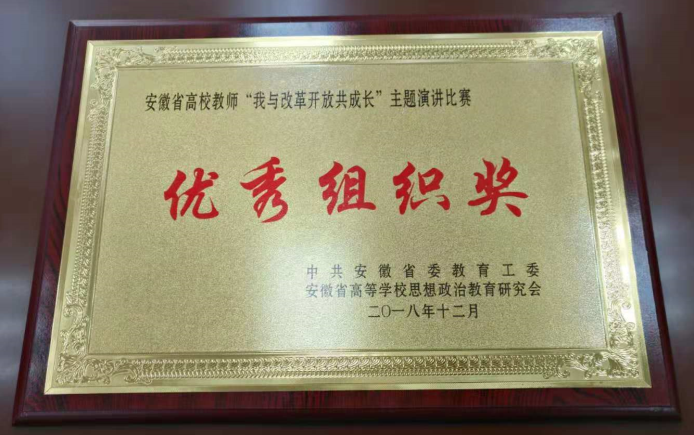 安徽省高校教师“我与改革开放共成长”主题演讲比赛
优秀组织奖
中共安徽省委教育工委
安徽省高等学校思想政治教育研究会
二〇一八年十二月